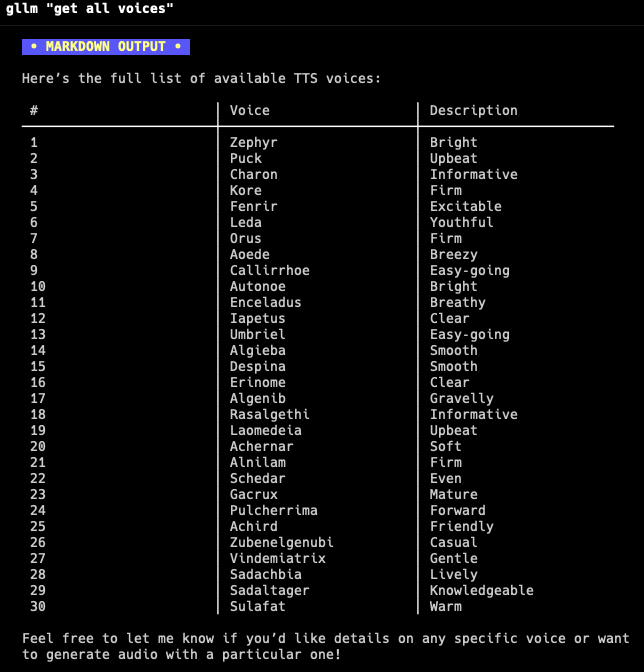 gllm "get all voices"
• MARKDOWN OUTPUT •
Here’s the full list of available TTS voices:
# Voice Description
1 Zephyr Bright
2 Puck Upbeat
3 Charon Informative
4 Kore Firm
5 Fenrir Excitable
6 Leda Youthful
7 Orus Firm
8 Aoede Breezy
9 Callirrhoe Easy-going
10 Autonoe Bright
11 Enceladus Breathy
12 Iapetus Clear
13 Umbriel Easy-going
14 Algieba Smooth
15 Despina Smooth
16 Erinome Clear
17 Algenib Gravelly
18 Rasalgethi Informative
19 Laomedeia Upbeat
20 Achernar Soft
21 Alnilam Firm
22 Schedar Even
23 Gacrux Mature
24 Pulcherrima Forward
25 Achird Friendly
26 Zubenelgenubi Casual
27 Vindemiatrix Gentle
28 Sadachbia Lively
29 Sadaltager Knowledgeable
30 Sulafat Warm
Feel free to let me know if you’d like details on any specific voice or want
to generate audio with a particular one!